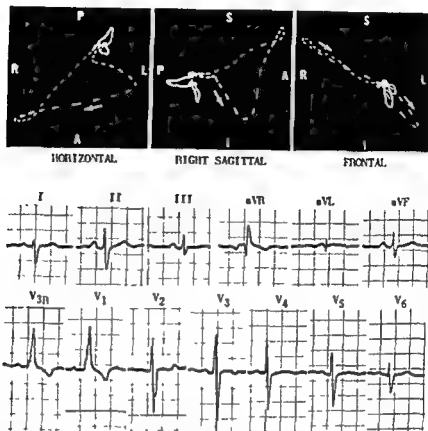 P S S
R L P A R
A I I
HORIZONTAL RIGHT SAGITTAL FRONTAL
I II III aVR aVL aVF
V3R V1 V2 V3 V4 V5 V6